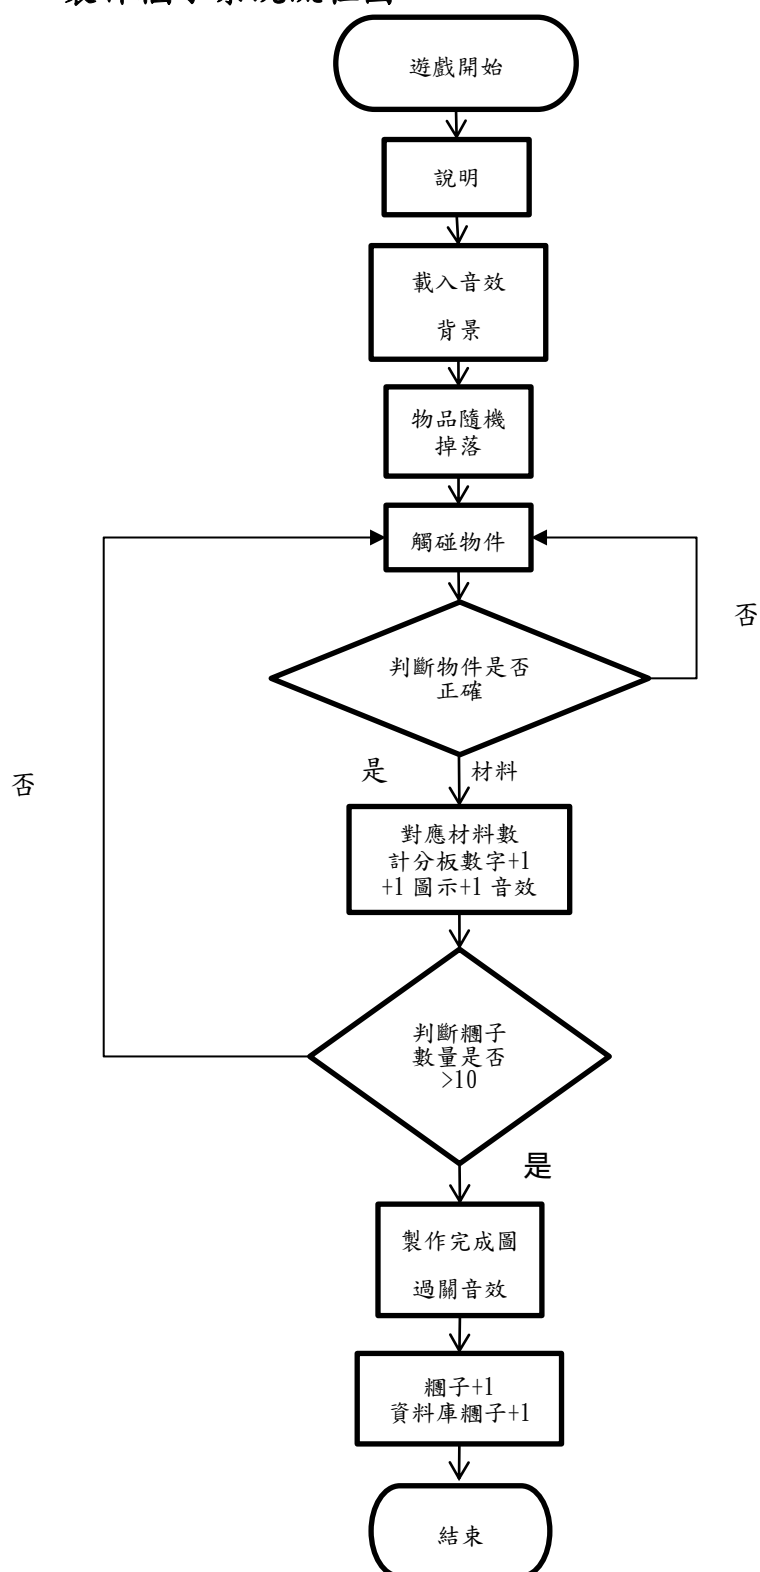 遊戲開始
說明
載入音效
背景
物品隨機
掉落
觸碰物件
否
判斷物件是否
正確
是
材料
否
對應材料數
計分板數字+1
+1 圖示+1 音效
判斷糰子
數量是否
>10
是
製作完成圖
過關音效
糰子+1
資料庫糰子+1
結束